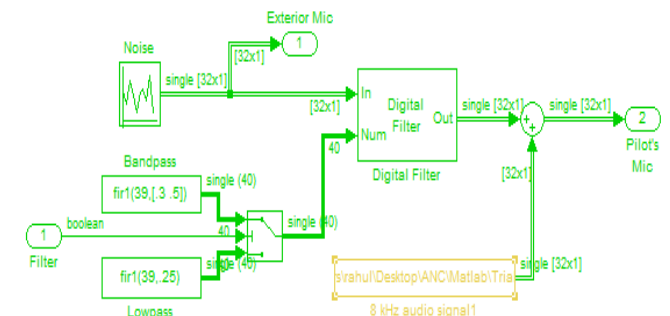 Exterior Mic
1
[32x1]
Noise
single [32x1]
[32x1]
In
Digital
Filter
Out
Num
40
Digital Filter
single [32x1]
+
+
single [32x1]
2
Pilot's
Mic
[32x1]
Bandpass
fir1(39,[.3 .5])
single (40)
boolean
1
Filter
40
40
single (40)
single (40)
fir1(39,.25)
Lowpass
s\rahul\Desktop\ANC\Matlab\Tria
single [32x1]
8 kHz audio signal1